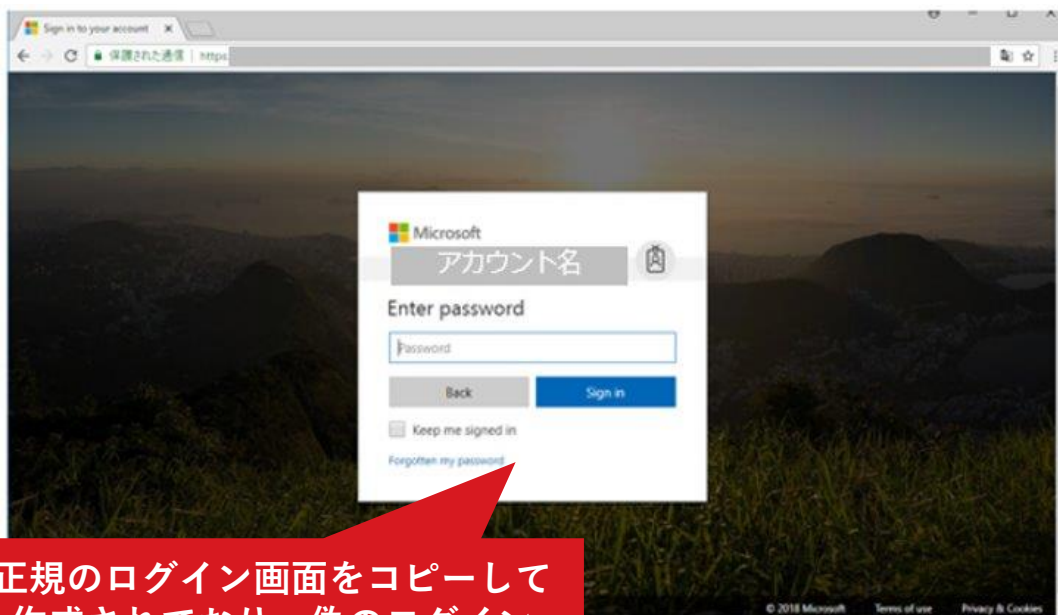 Sign in to your account
保護された通信 | https
Microsoft
アカウント名
Enter password
Password
Back
Sign in
Keep me signed in
Forgotten my password
正規のログイン画面をコピーして
© 2018 Microsoft Terms of use Privacy & Cookies